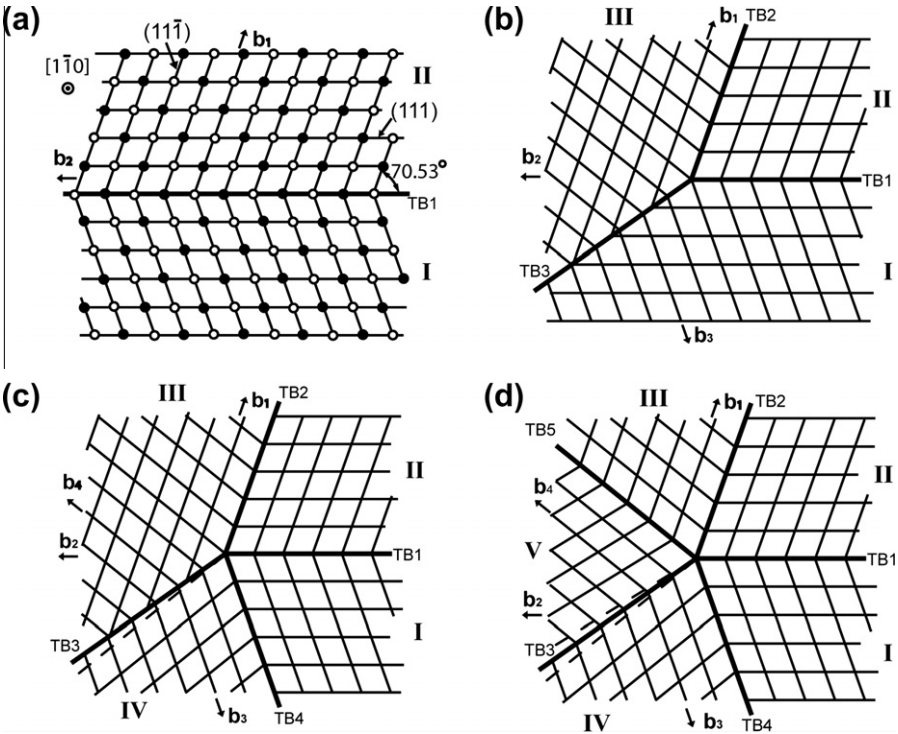 (a)
(11̄1̄)
b₁
[11̄0]
II
(111)
b₂
70.53°
TB1
I
(b)
III
b₁
TB2
II
b₂
TB1
TB3
I
b₃
(c)
III
b₁
TB2
II
b₄
b₂
TB1
I
TB3
TB4
IV
b₃
(d)
III
b₁
TB2
TB5
II
b₄
V
TB1
b₂
I
TB3
TB4
IV
b₃